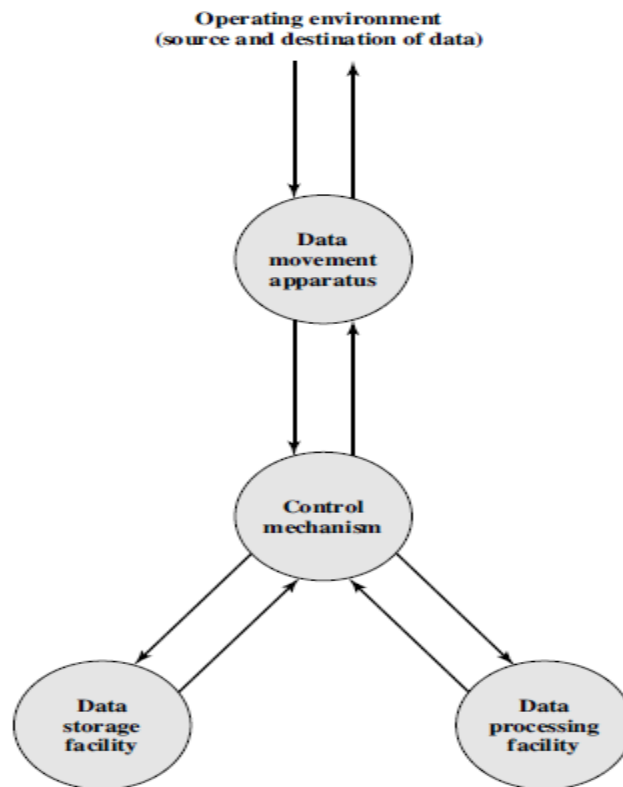 Operating environment
(source and destination of data)
Data
movement
apparatus
Control
mechanism
Data
storage
facility
Data
processing
facility